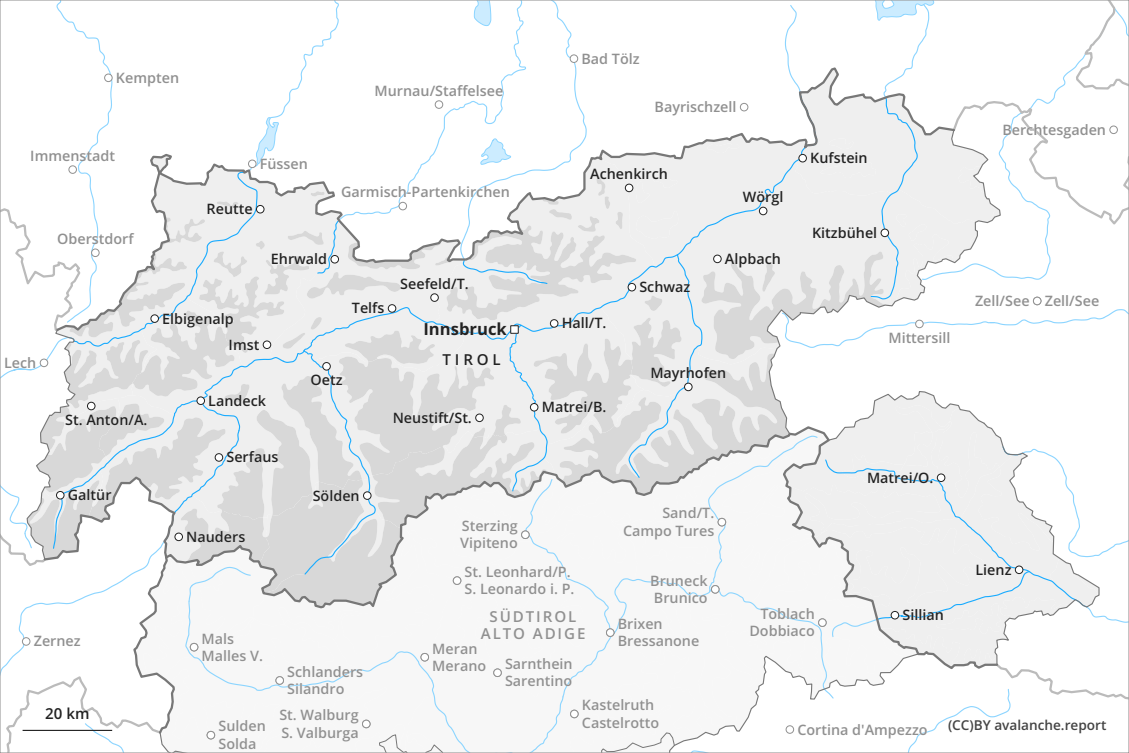 Kempten
Bad Tölz
Murnau/Staffelsee
Bayrischzell
Berchtesgaden
Immenstadt
Füssen
Kufstein
Achenkirch
Garmisch-Partenkirchen
Wörgl
Reutte
Kitzbühel
Oberstdorf
Ehrwald
Alpbach
Seefeld/T.
Schwaz
Zell/See
Zell/See
Telfs
Elbigenalp
Innsbruck
Hall/T.
Mittersill
Imst
TIROL
Lech
Oetz
Mayrhofen
Landeck
Matrei/B.
St. Anton/A.
Neustift/St.
Serfaus
Matrei/O.
Galtür
Sölden
Sand/T.
Campo Tures
Sterzing
Vipiteno
Nauders
Lienz
St. Leonhard/P.
S. Leonardo i. P.
Bruneck
Brunico
SÜDTIROL
ALTO ADIGE
Toblach
Dobbiaco
Sillian
Brixen
Bressanone
Zernez
Mals
Malles V.
Meran
Merano
Sarnthein
Sarentino
Schlanders
Silandro
Kastelruth
Castelrotto
20 km
St. Walburg
S. Valburga
Sulden
Solda
Cortina d'Ampezzo
(CC)BY avalanche.report